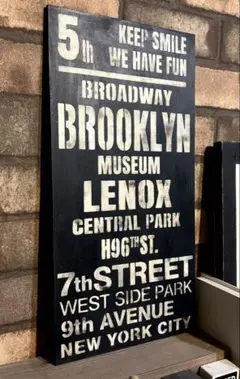 5th KEEP SMILE
WE HAVE FUN
BROADWAY
BROOKLYN
MUSEUM
LENOX
CENTRAL PARK
H96TH ST.
7th STREET
WEST SIDE PARK
9th AVENUE
NEW YORK CITY